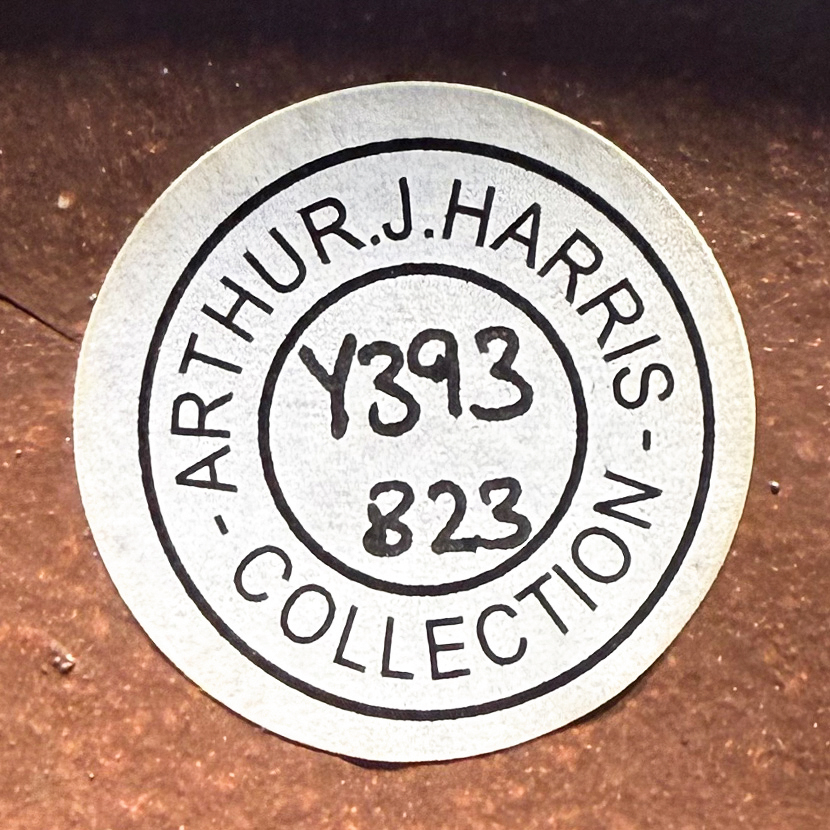 ARTHUR.J.HARRIS
- COLLECTION -
Y393
823